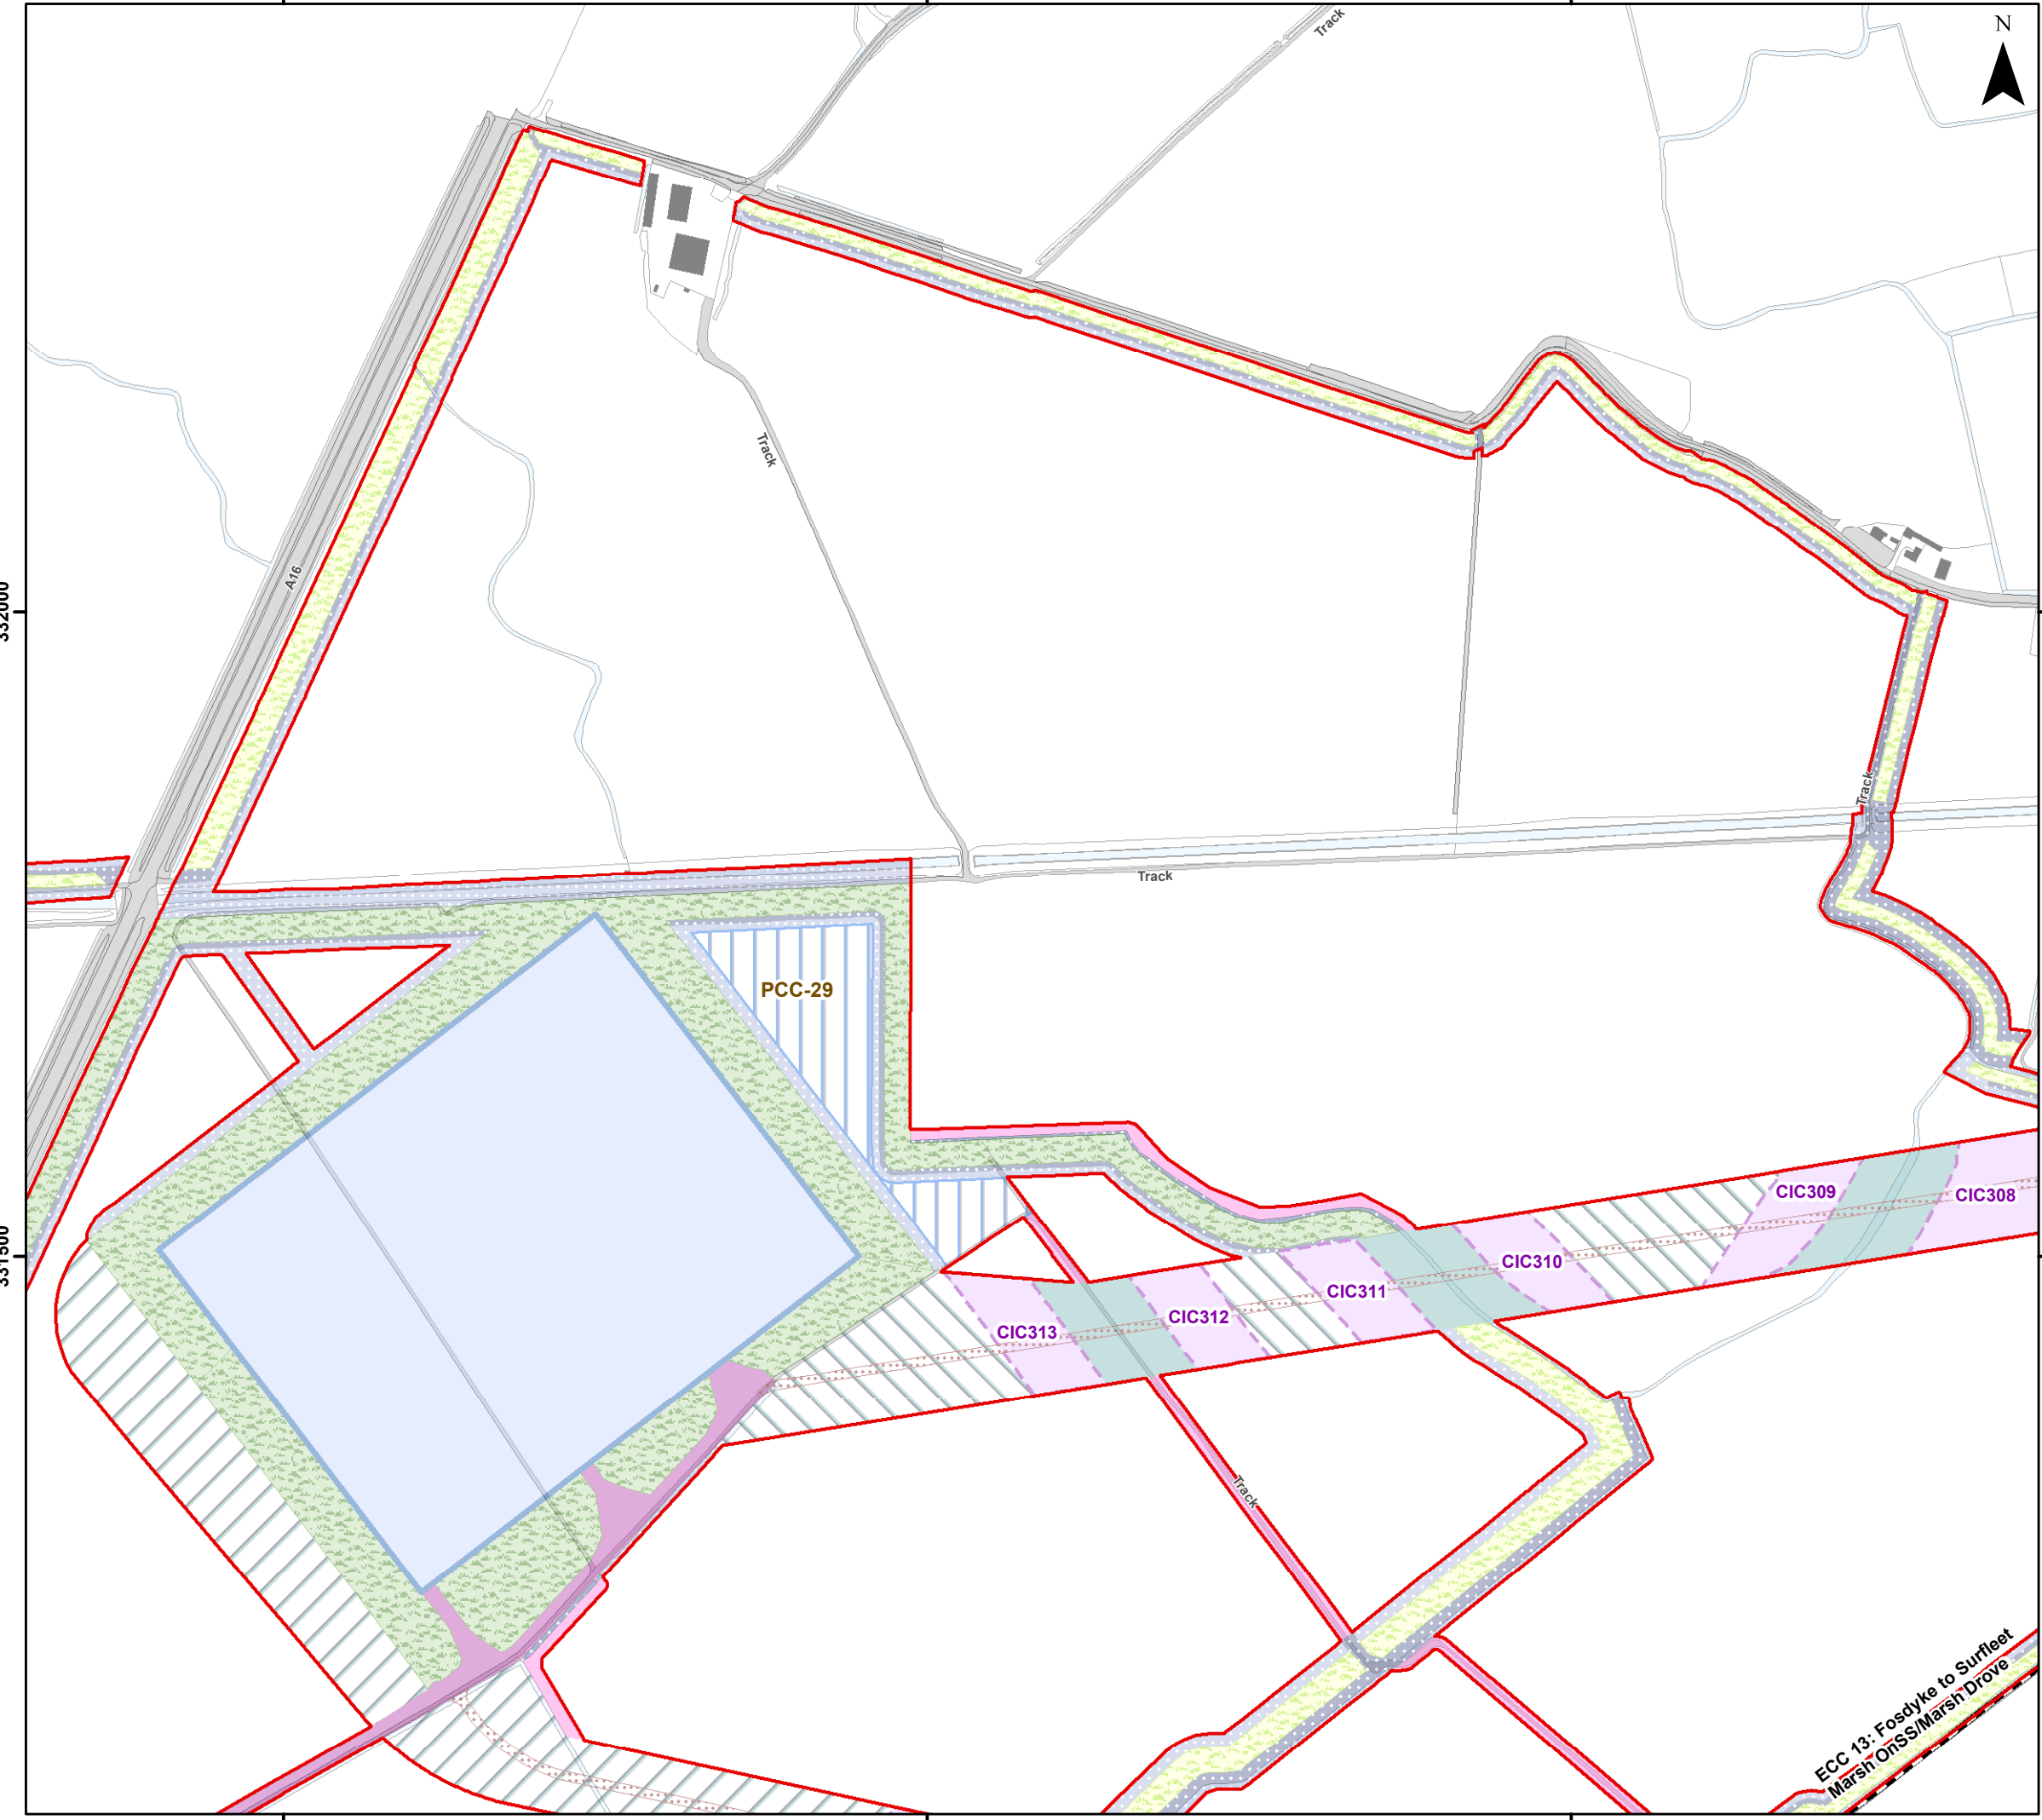 N
Track
Track
A16
332000
Track
Track
PCC-29
CIC309
CIC308
CIC310
CIC311
CIC312
CIC313
331500
Track
ECC 13: Fosdyke to Surfleet
Marsh OnSS/Marsh Drove